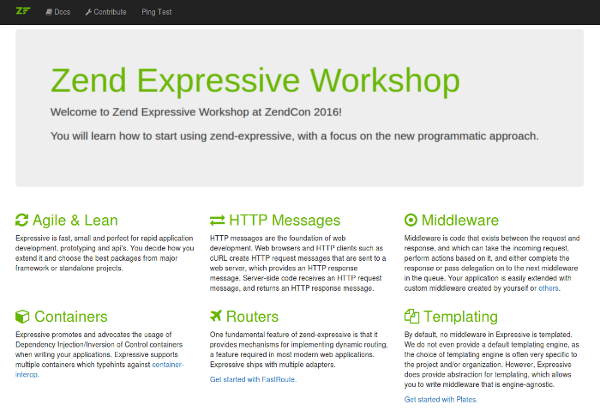 ZF Docs Contribute Ping Test
Zend Expressive Workshop
Welcome to Zend Expressive Workshop at ZendCon 2016!
You will learn how to start using zend-expressive, with a focus on the new programmatic approach.
Agile & Lean
Expressive is fast, small and perfect for rapid application
development, prototyping and api's. You decide how you
extend it and choose the best packages from major
framework or standalone projects.
HTTP Messages
HTTP messages are the foundation of web
development. Web browsers and HTTP clients such as
cURL create HTTP request messages that are sent to a
web server, which provides an HTTP response
message. Server-side code receives an HTTP request
message, and returns an HTTP response message.
Middleware
Middleware is code that exists between the request and
response, and which can take the incoming request,
perform actions based on it, and either complete the
response or pass delegation on to the next middleware
in the queue. Your application is easily extended with
custom middleware created by yourself or others.
Containers
Expressive promotes and advocates the usage of
Dependency Injection/Inversion of Control containers
when writing your applications. Expressive supports
multiple containers which typehints against container-
interop.
Routers
One fundamental feature of zend-expressive is that it
provides mechanisms for implementing dynamic routing,
a feature required in most modern web applications.
Expressive ships with multiple adapters.
Get started with FastRoute.
Templating
By default, no middleware in Expressive is templated.
We do not even provide a default templating engine, as
the choice of templating engine is often very specific to
the project and/or organization. However, Expressive
does provide abstraction for templating, which allows
you to write middleware that is engine-agnostic.
Get started with Plates.